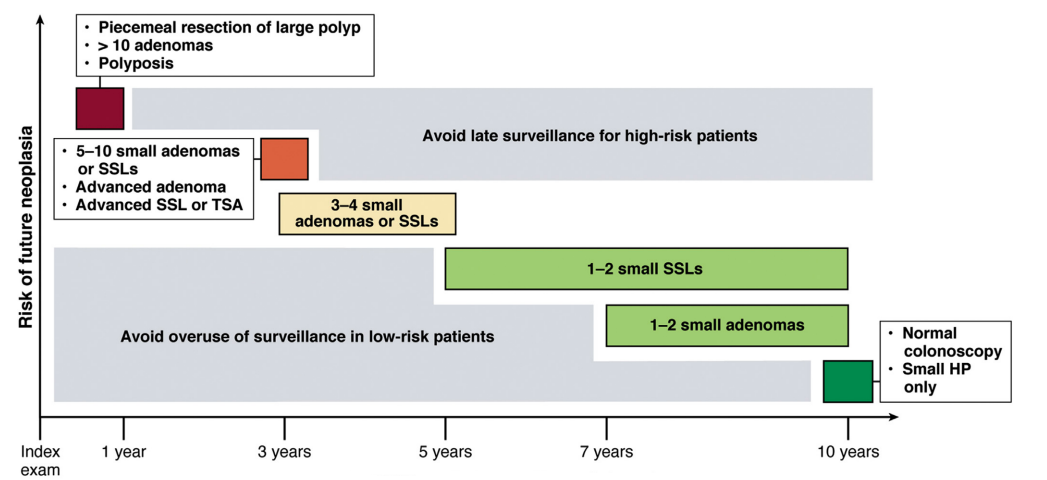 • Piecemeal resection of large polyp
• > 10 adenomas
• Polyposis
Avoid late surveillance for high-risk patients
• 5–10 small adenomas
or SSLs
• Advanced adenoma
• Advanced SSL or TSA
3–4 small
adenomas or SSLs
Risk of future neoplasia
1–2 small SSLs
Avoid overuse of surveillance in low-risk patients
1–2 small adenomas
• Normal
colonoscopy
• Small HP
only
Index
exam
1 year
3 years
5 years
7 years
10 years